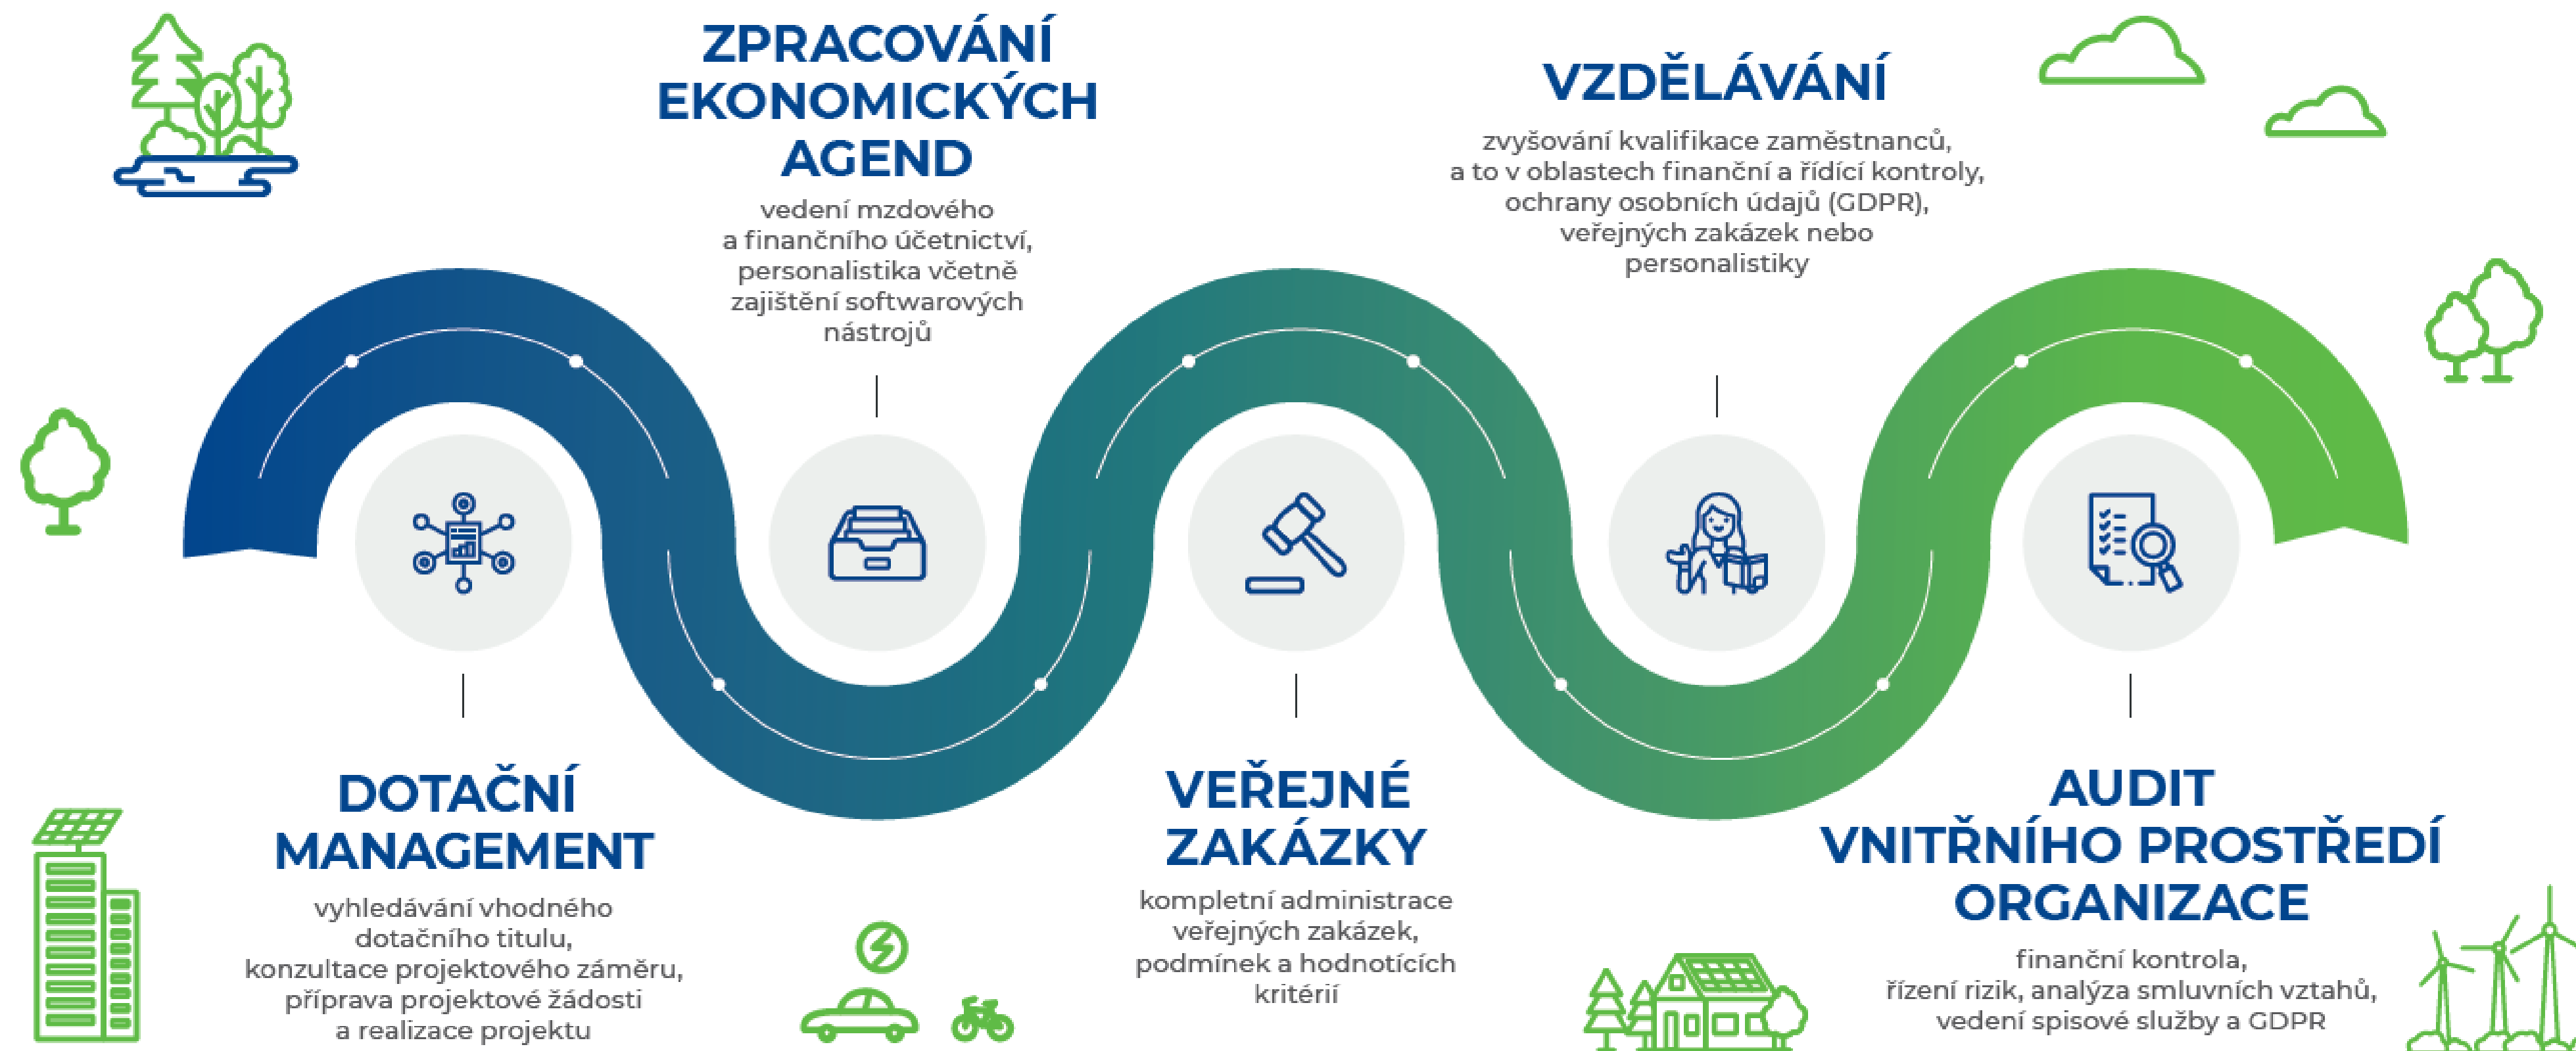 ZPRACOVÁNÍ
EKONOMICKÝCH
AGEND
vedení mzdového
a finančního účetnictví,
personalistika včetně
zajištění softwarových
nástrojů
VZDĚLÁVÁNÍ
zvyšování kvalifikace zaměstnanců,
a to v oblastech finanční a řídící kontroly,
ochrany osobních údajů (GDPR),
veřejných zakázek nebo
personalistiky
DOTAČNÍ
MANAGEMENT
vyhledávání vhodného
dotačního titulu,
konzultace projektového záměru,
příprava projektové žádosti
a realizace projektu
VEŘEJNÉ
ZAKÁZKY
kompletní administrace
veřejných zakázek,
podmínek a hodnotících
kritérií
AUDIT
VNITŘNÍHO PROSTŘEDÍ
ORGANIZACE
finanční kontrola,
řízení rizik, analýza smluvních vztahů,
vedení spisové služby a GDPR